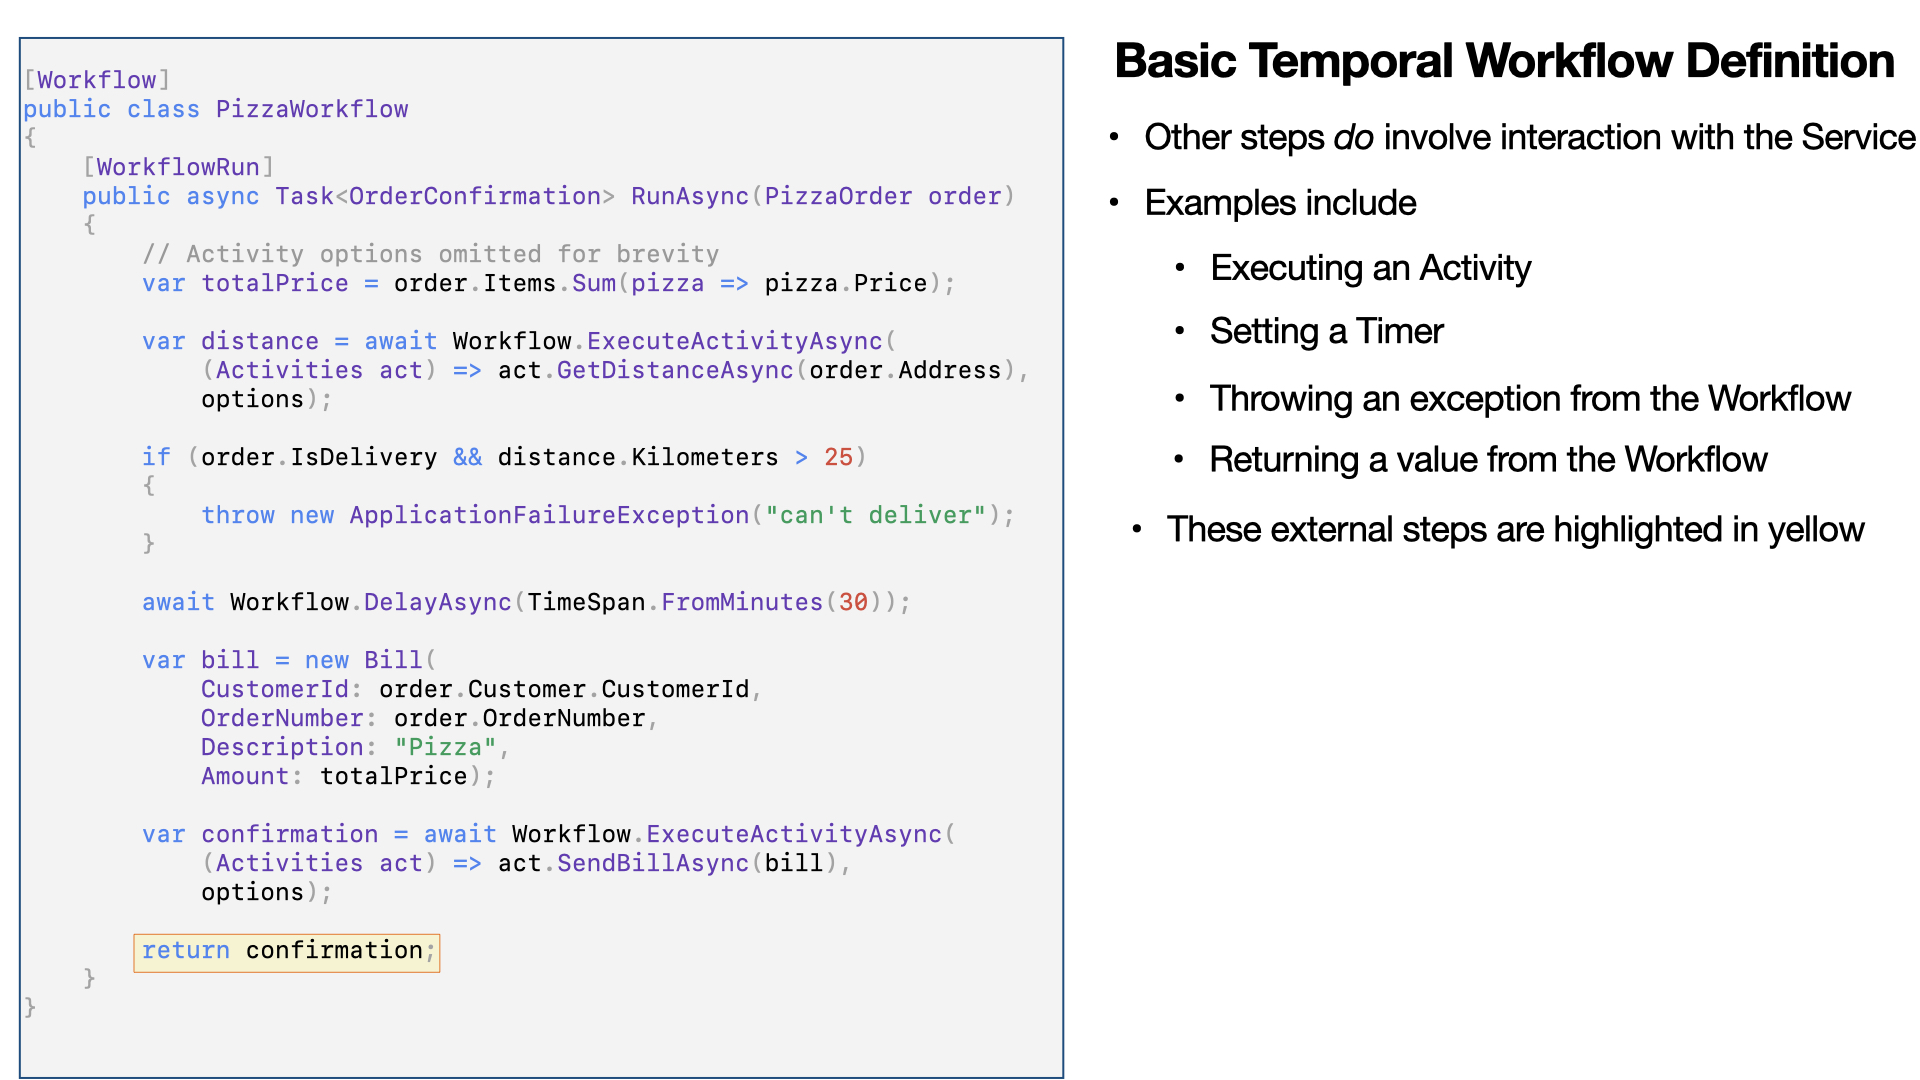 [Workflow]
public class PizzaWorkflow
{
    [WorkflowRun]
    public async Task<OrderConfirmation> RunAsync(PizzaOrder order)
    {
        // Activity options omitted for brevity
        var totalPrice = order.Items.Sum(pizza => pizza.Price);

        var distance = await Workflow.ExecuteActivityAsync(
            (Activities act) => act.GetDistanceAsync(order.Address),
            options);

        if (order.IsDelivery && distance.Kilometers > 25)
        {
            throw new ApplicationFailureException("can't deliver");
        }

        await Workflow.DelayAsync(TimeSpan.FromMinutes(30));

        var bill = new Bill(
            CustomerId: order.Customer.CustomerId,
            OrderNumber: order.OrderNumber,
            Description: "Pizza",
            Amount: totalPrice);

        var confirmation = await Workflow.ExecuteActivityAsync(
            (Activities act) => act.SendBillAsync(bill),
            options);

        return confirmation;
    }
}
Basic Temporal Workflow Definition
• Other steps do involve interaction with the Service
• Examples include
• Executing an Activity
• Setting a Timer
• Throwing an exception from the Workflow
• Returning a value from the Workflow
• These external steps are highlighted in yellow